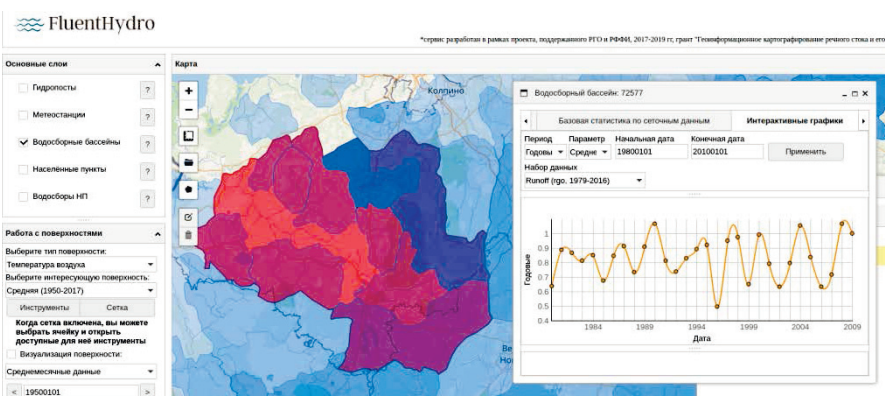 FluentHydro
*сервис разработан в рамках проекта, поддержанного РГО и РФФИ, 2017-2019 гг, грант "Геоинформационное картографирование речного стока и его
Основные слои
Гидропосты ?
Метеостанции ?
Водосборные бассейны ?
Населённые пункты ?
Водосборы НП ?
Работа с поверхностями
Выберите тип поверхности:
Температура воздуха
Выберите интересующую поверхность:
Средняя (1950-2017)
Инструменты Сетка
Когда сетка включена, вы можете
выбрать ячейку и открыть
доступные для неё инструменты
Визуализация поверхности:
Среднемесячные данные
< 19500101 >
Карта
+
−
Колпино
Водосборный бассейн: 72577
Базовая статистика по сеточным данным Интерактивные графики
Период Параметр Начальная дата Конечная дата
Годовы Средне 19800101 20100101 Применить
Набор данных
Runoff (rgo, 1979-2016)
Годовые
1
0.9
0.8
0.7
0.6
0.5
0.4
1984 1989 1994 1999 2004 2009
Дата